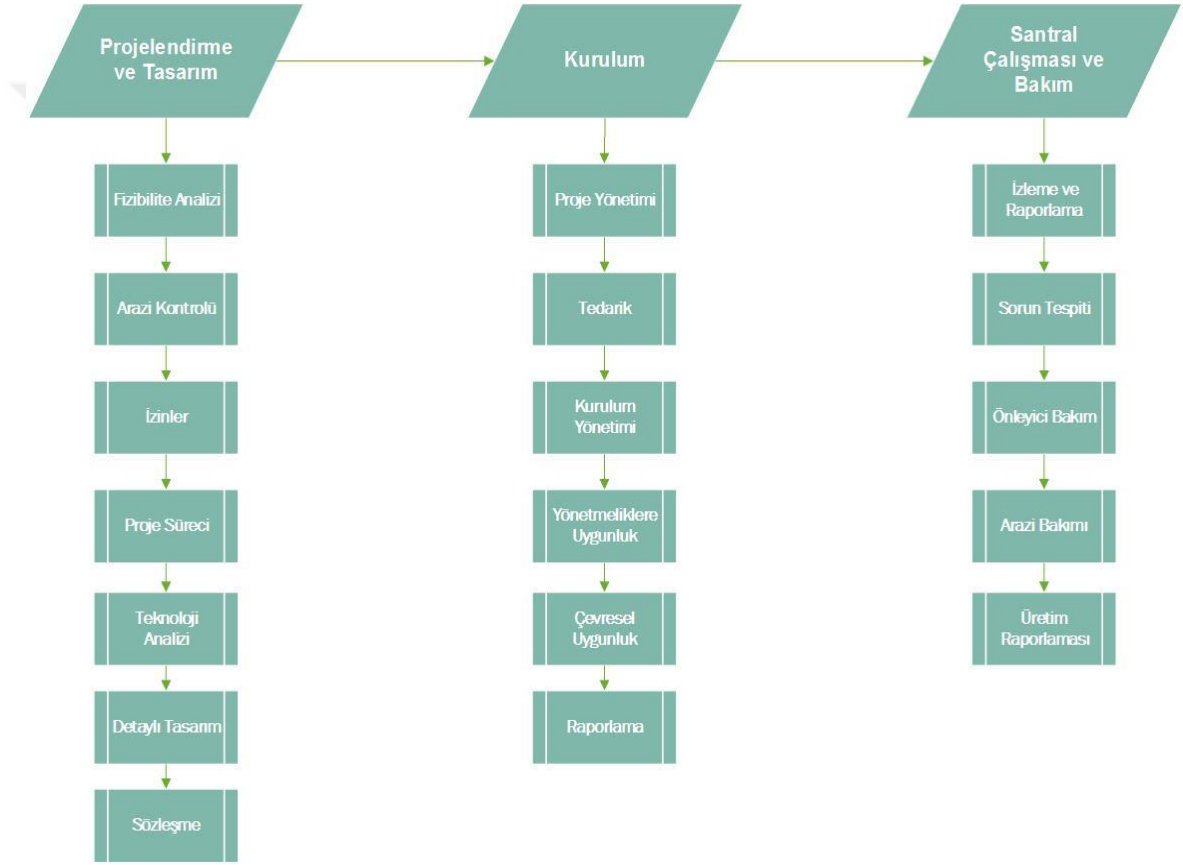 Projelendirme
ve Tasarım
Fizibilite Analizi
Arazi Kontrolü
İzinler
Proje Süreci
Teknoloji
Analizi
Detaylı Tasarım
Sözleşme
Kurulum
Proje Yönetimi
Tedarik
Kurulum
Yönetimi
Yönetmeliklere
Uygunluk
Çevresel
Uygunluk
Raporlama
Santral
Çalışması ve
Bakım
İzleme ve
Raporlama
Sorun Tespiti
Önleyici Bakım
Arazi Bakımı
Üretim
Raporlaması